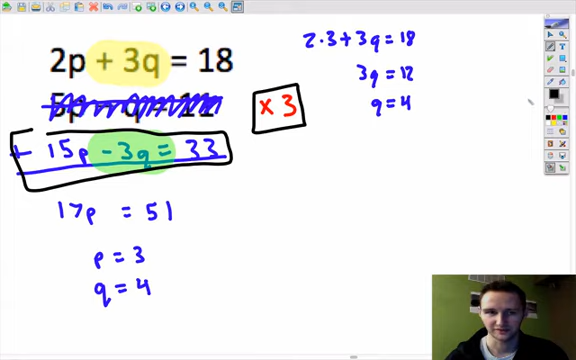 2p + 3q = 18
× 3
+ 15p - 3q = 33
17p = 51
p = 3
q = 4
2·3 + 3q = 18
3q = 12
q = 4